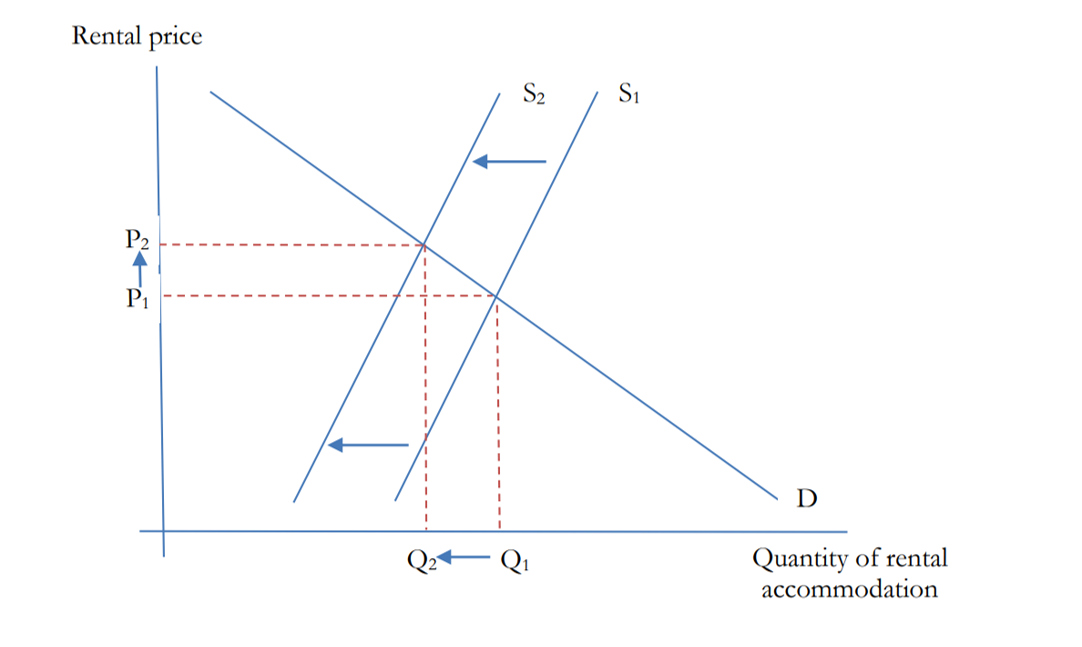 Rental price
S₂ S₁
P₂
P₁
D
Q₂ Q₁
Quantity of rental
accommodation